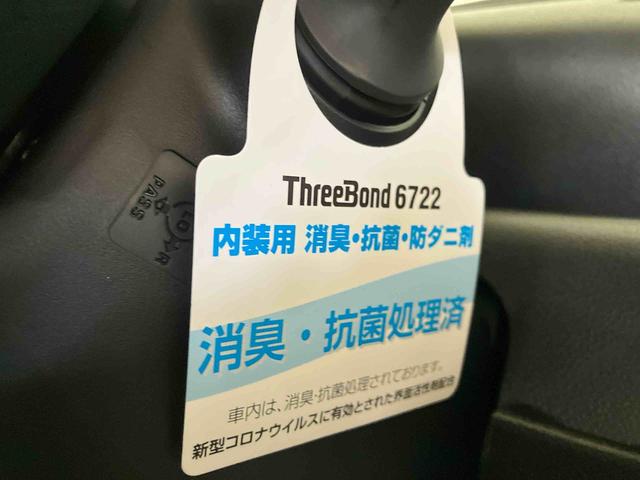 ThreeBond 6722
内装用 消臭・抗菌・防ダニ剤
消臭・抗菌処理済
車内は、消臭・抗菌処理されております。
新型コロナウイルスに有効とされた界面活性剤配合
PASS
LO
R